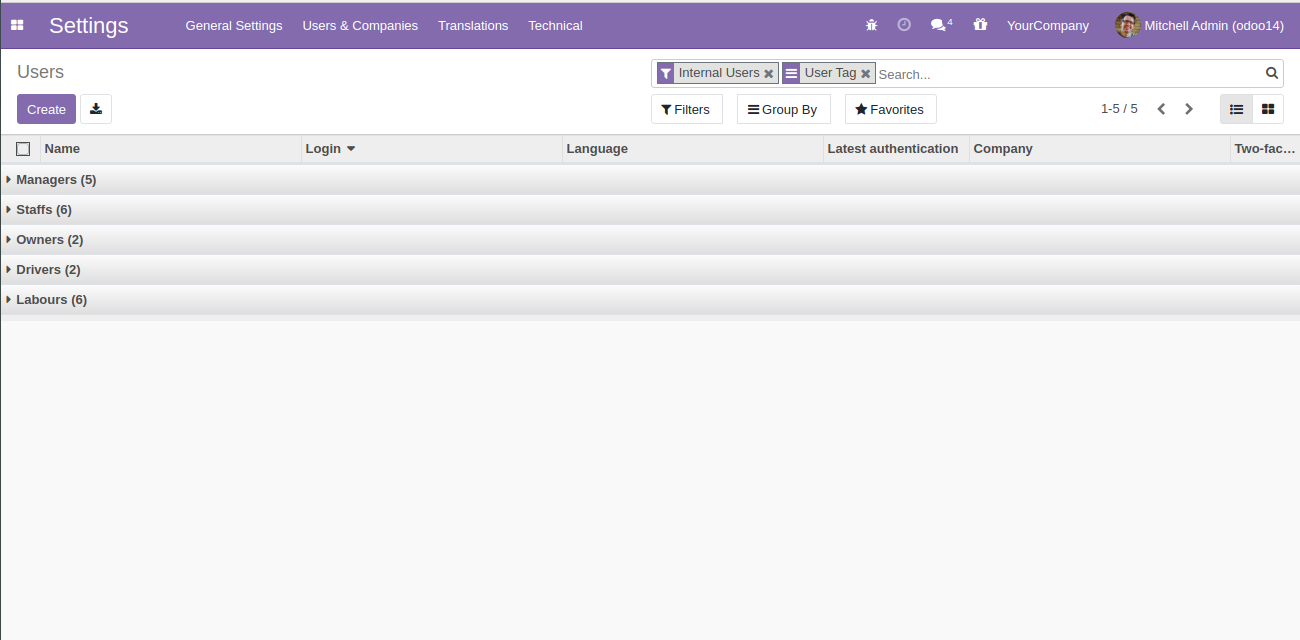 Settings General Settings Users & Companies Translations Technical 4 YourCompany Mitchell Admin (odoo14)
Users Internal Users User Tag Search...
Create Filters Group By Favorites 1-5 / 5
Name Login Language Latest authentication Company Two-fac...
Managers (5)
Staffs (6)
Owners (2)
Drivers (2)
Labours (6)